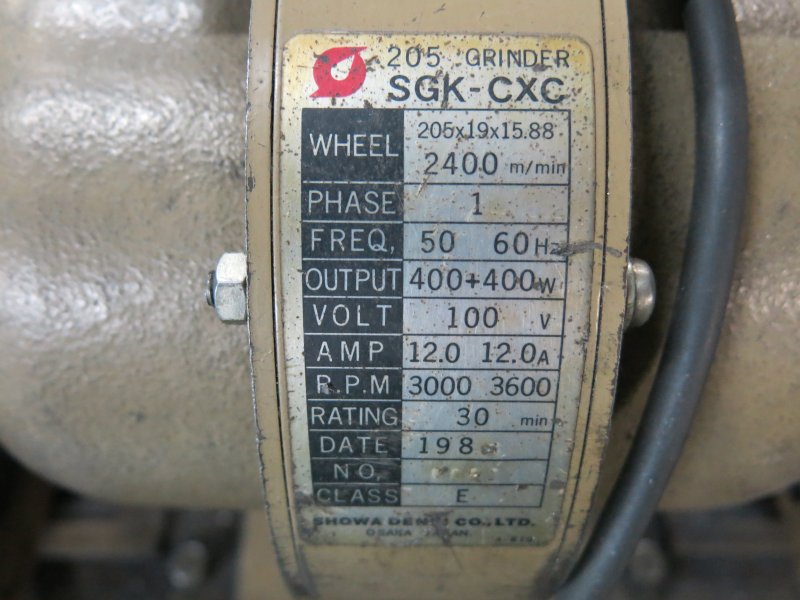 205 GRINDER
SGK-CXC
WHEEL 205x19x15.88
2400 m/min
PHASE 1
FREQ. 50 60Hz
OUTPUT 400+400W
VOLT 100 V
AMP 12.0 12.0A
R.P.M 3000 3600
RATING 30 min
DATE 198
NO.
CLASS E
SHOWA DENKI CO.,LTD.
OSAKA JAPAN